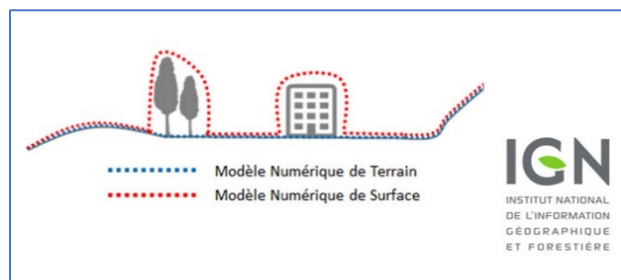 Modèle Numérique de Terrain
Modèle Numérique de Surface
IGN
INSTITUT NATIONAL
DE L'INFORMATION
GÉOGRAPHIQUE
ET FORESTIÈRE